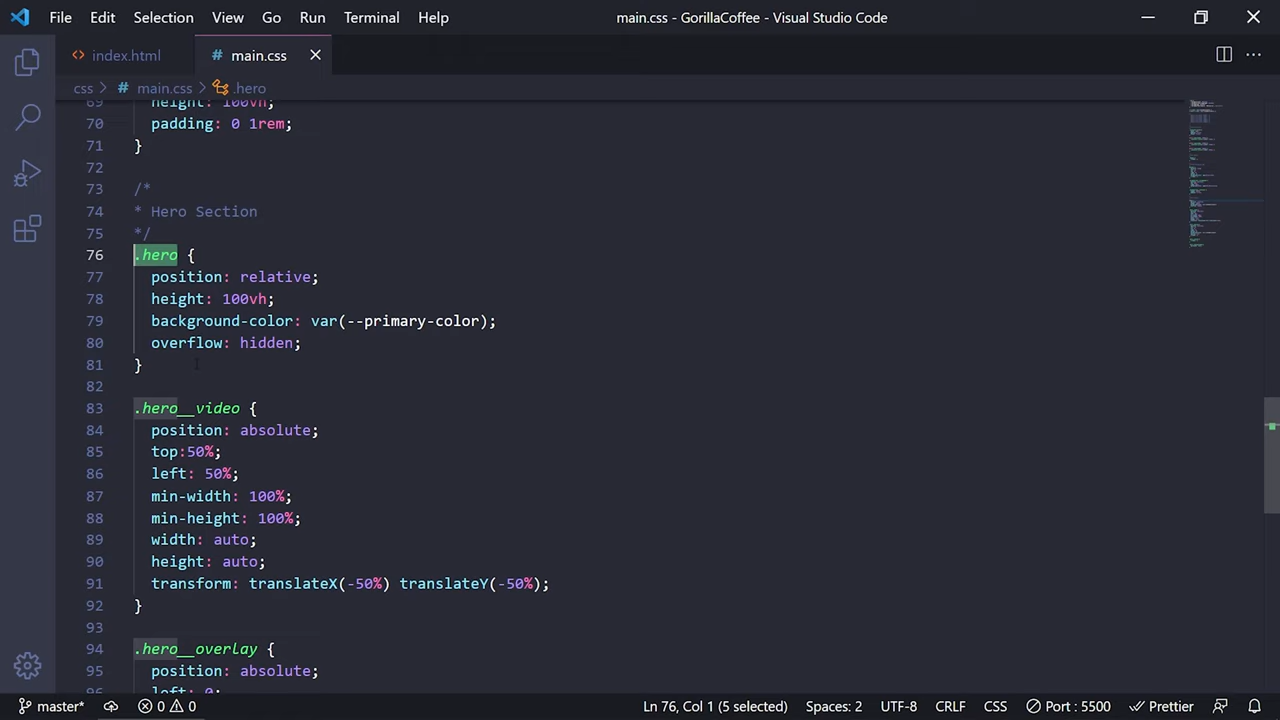 File Edit Selection View Go Run Terminal Help main.css - GorillaCoffee - Visual Studio Code
index.html # main.css
css > # main.css > .hero
69 height: 100vh;
70 padding: 0 1rem;
71 }
72
73 /*
74 * Hero Section
75 */
76 .hero {
77 position: relative;
78 height: 100vh;
79 background-color: var(--primary-color);
80 overflow: hidden;
81 }
82
83 .hero__video {
84 position: absolute;
85 top:50%;
86 left: 50%;
87 min-width: 100%;
88 min-height: 100%;
89 width: auto;
90 height: auto;
91 transform: translateX(-50%) translateY(-50%);
92 }
93
94 .hero__overlay {
95 position: absolute;
96 left: 0;
master* 0 0 Ln 76, Col 1 (5 selected) Spaces: 2 UTF-8 CRLF CSS Port : 5500 Prettier